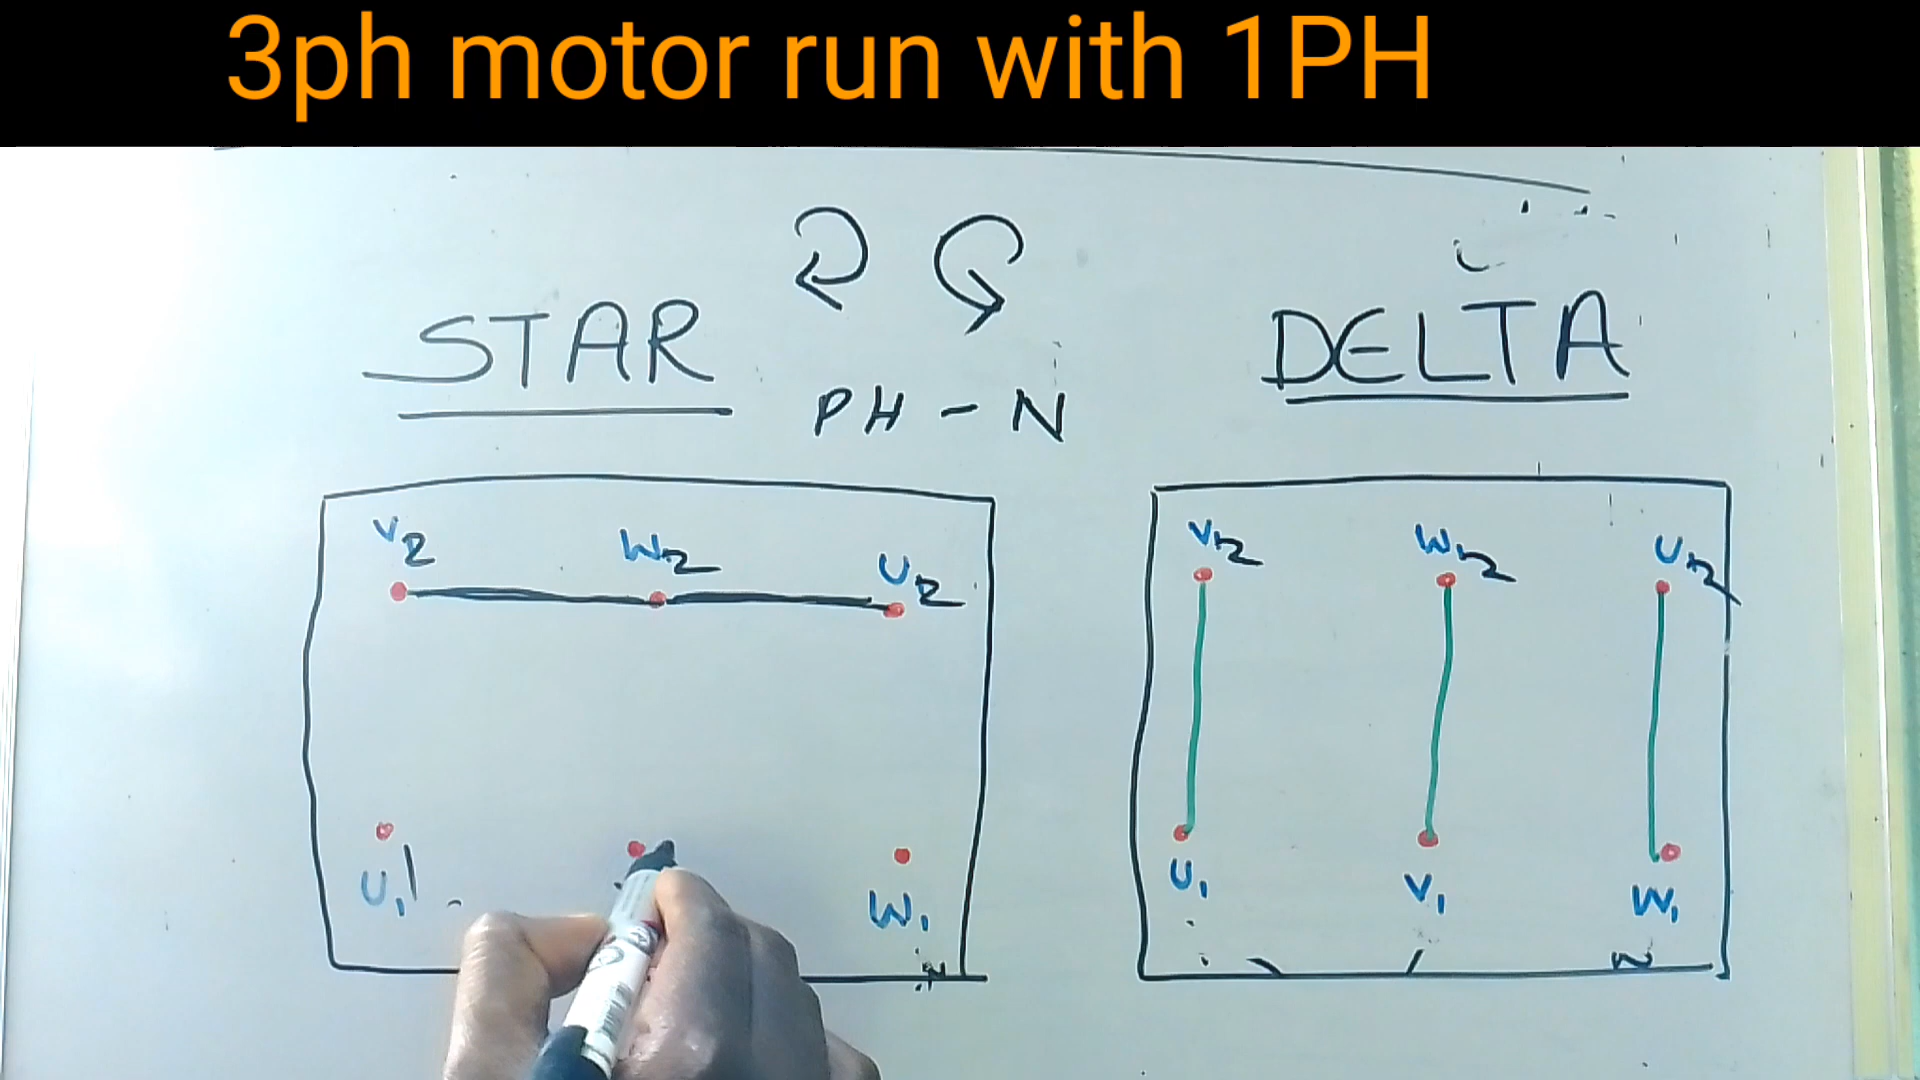 3ph motor run with 1PH
STAR
DELTA
PH - N
V2 W2 U2
U1 W1
V2 W2 U2
U1 V1 W1